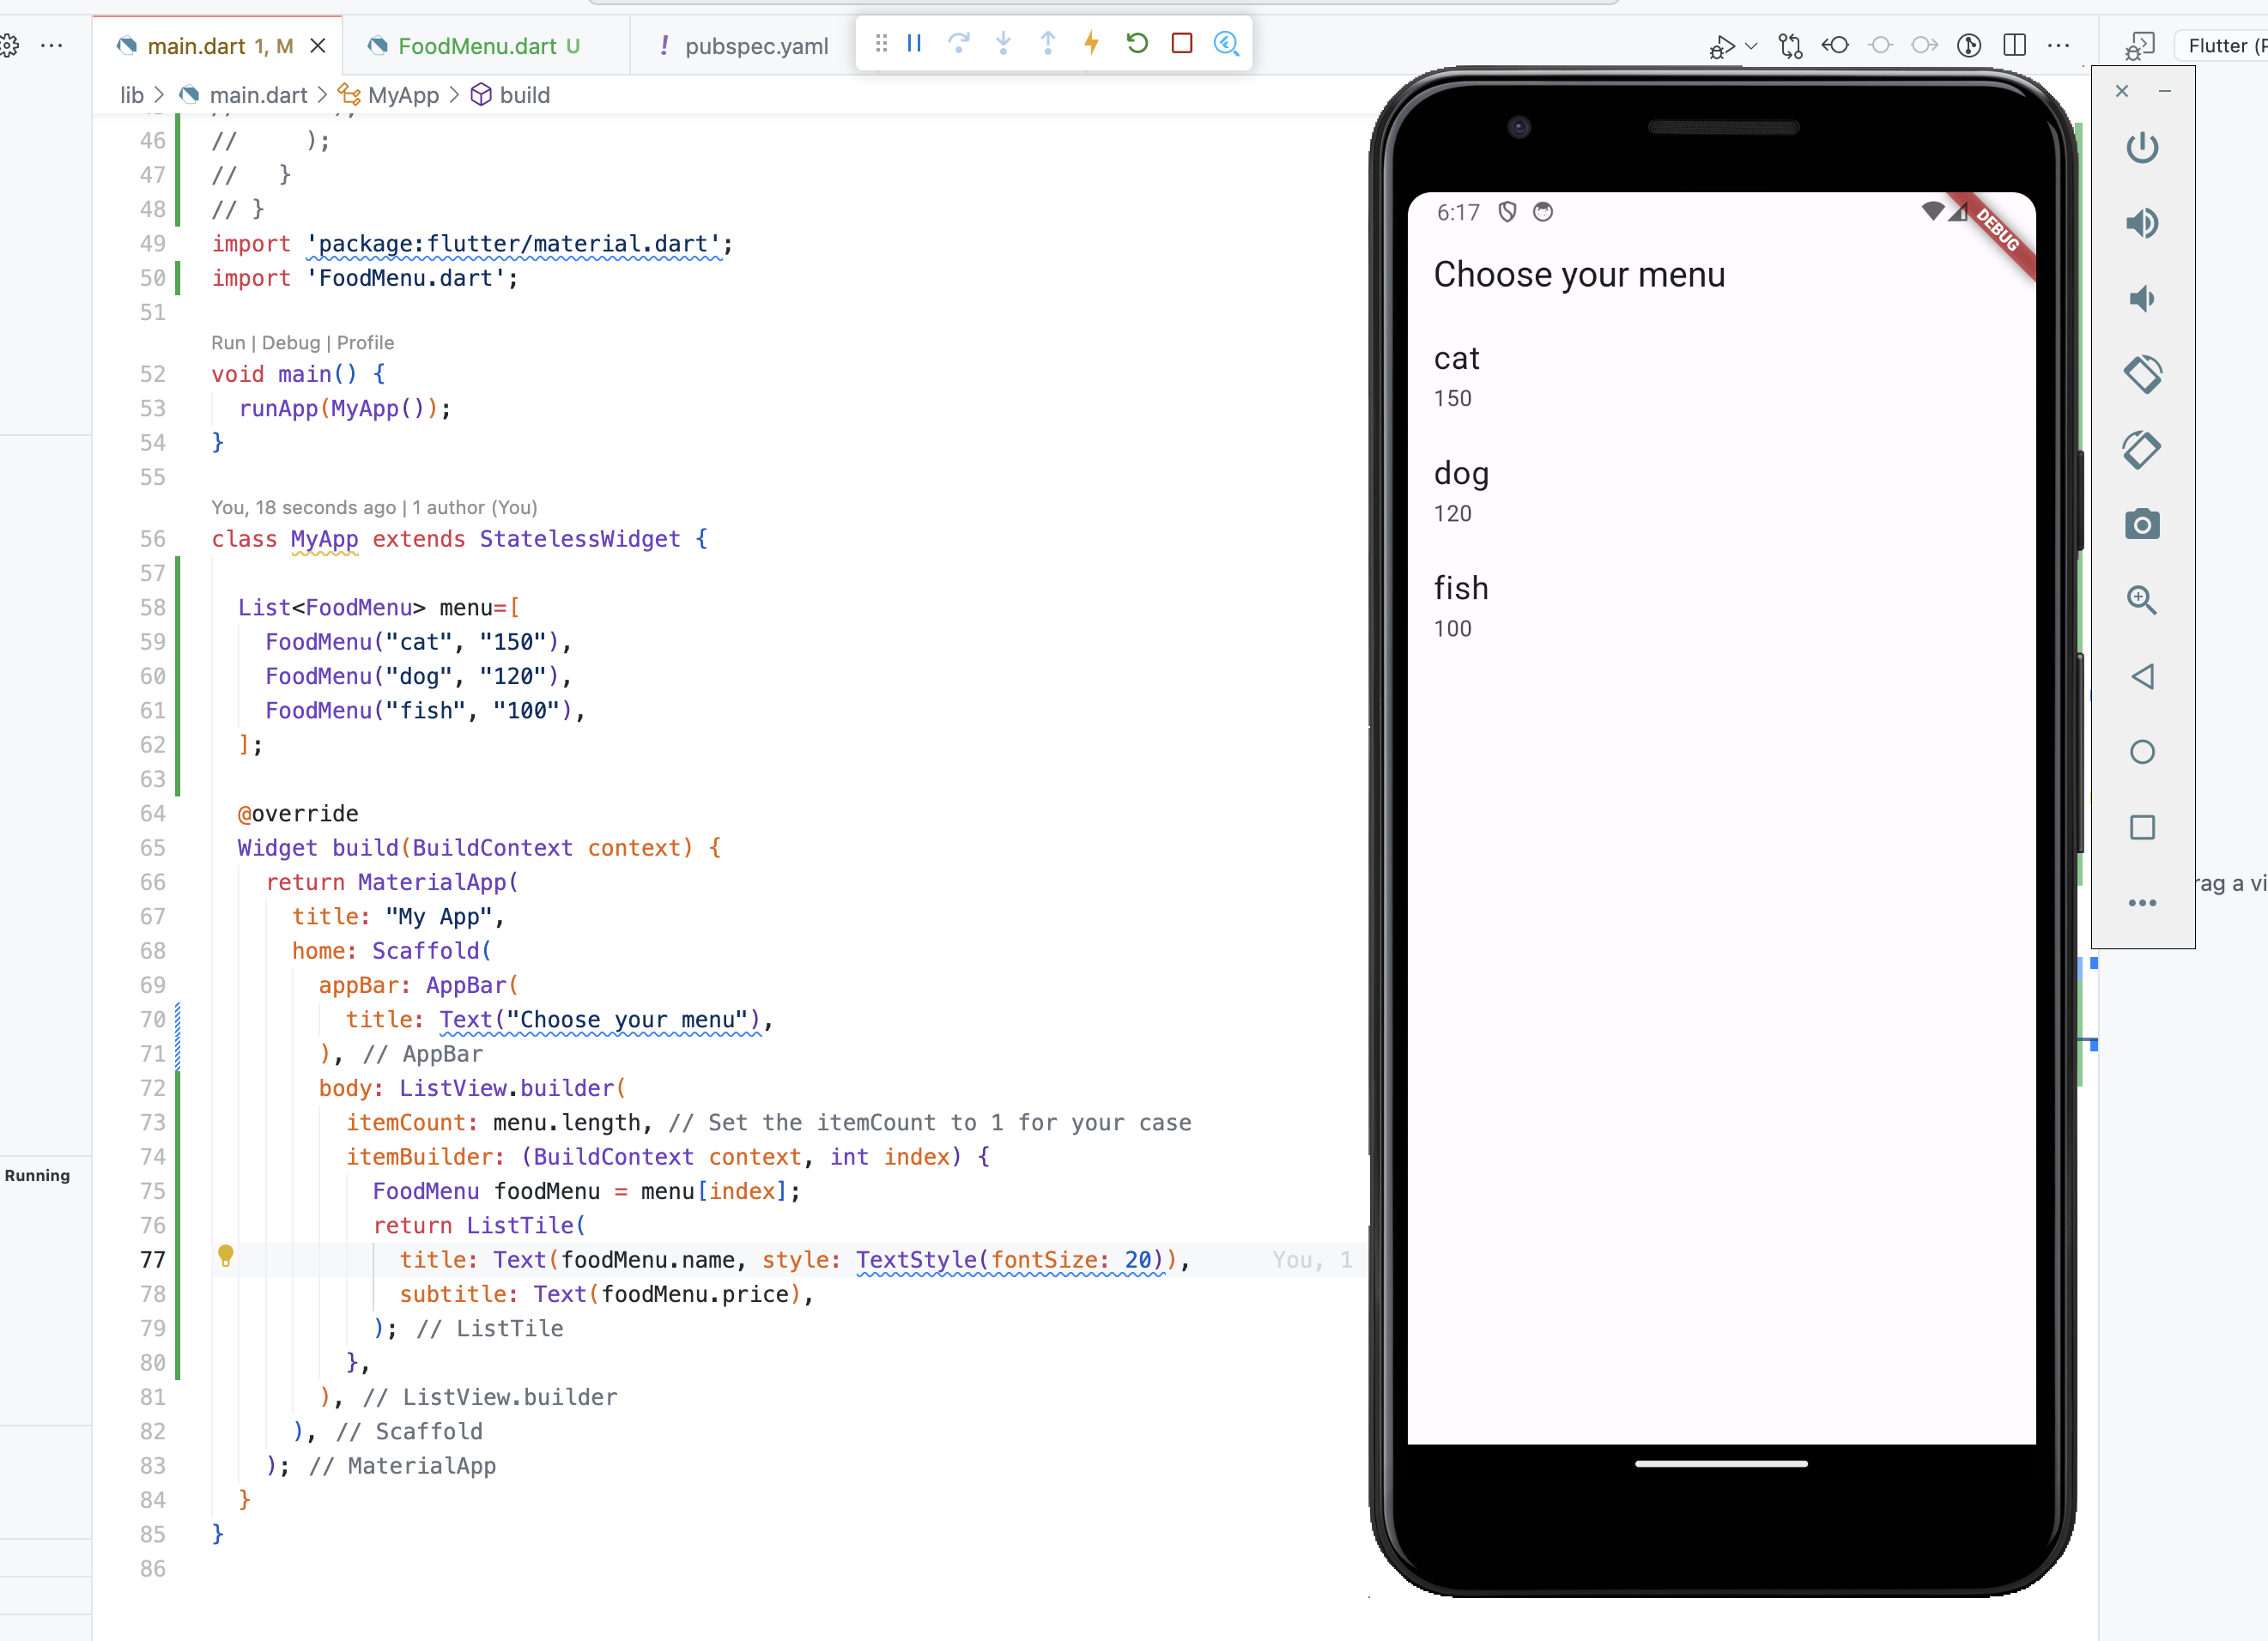 main.dart 1, M
FoodMenu.dart U
! pubspec.yaml
Flutter (
lib > main.dart > MyApp > build
46 //     );
47 //   }
48 // }
49 import 'package:flutter/material.dart';
50 import 'FoodMenu.dart';
51
Run | Debug | Profile
52 void main() {
53   runApp(MyApp());
54 }
55
You, 18 seconds ago | 1 author (You)
56 class MyApp extends StatelessWidget {
57
58   List<FoodMenu> menu=[
59     FoodMenu("cat", "150"),
60     FoodMenu("dog", "120"),
61     FoodMenu("fish", "100"),
62   ];
63
64   @override
65   Widget build(BuildContext context) {
66     return MaterialApp(
67       title: "My App",
68       home: Scaffold(
69         appBar: AppBar(
70           title: Text("Choose your menu"),
71         ), // AppBar
72         body: ListView.builder(
73           itemCount: menu.length, // Set the itemCount to 1 for your case
74           itemBuilder: (BuildContext context, int index) {
75             FoodMenu foodMenu = menu[index];
76             return ListTile(
77               title: Text(foodMenu.name, style: TextStyle(fontSize: 20)), You, 1
78               subtitle: Text(foodMenu.price),
79             ); // ListTile
80           },
81         ), // ListView.builder
82       ), // Scaffold
83     ); // MaterialApp
84   }
85 }
86
Running
6:17
DEBUG
Choose your menu
cat
150
dog
120
fish
100
rag a vi